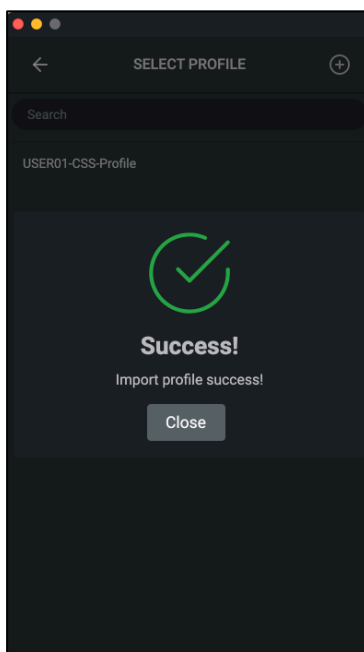 SELECT PROFILE
Search
USER01-CSS-Profile
Success!
Import profile success!
Close